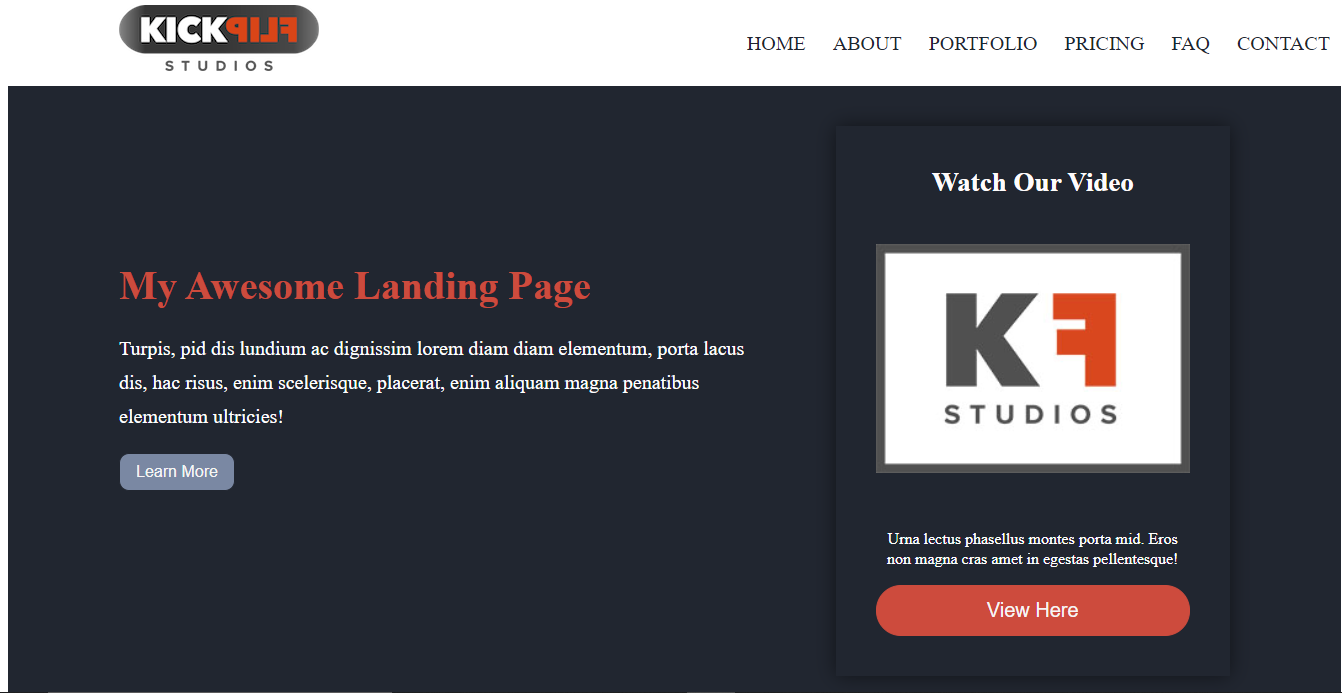 KICKFLIP
STUDIOS
HOME ABOUT PORTFOLIO PRICING FAQ CONTACT
My Awesome Landing Page
Turpis, pid dis lundium ac dignissim lorem diam diam elementum, porta lacus
dis, hac risus, enim scelerisque, placerat, enim aliquam magna penatibus
elementum ultricies!
Learn More
Watch Our Video
KF
STUDIOS
Urna lectus phasellus montes porta mid. Eros
non magna cras amet in egestas pellentesque!
View Here